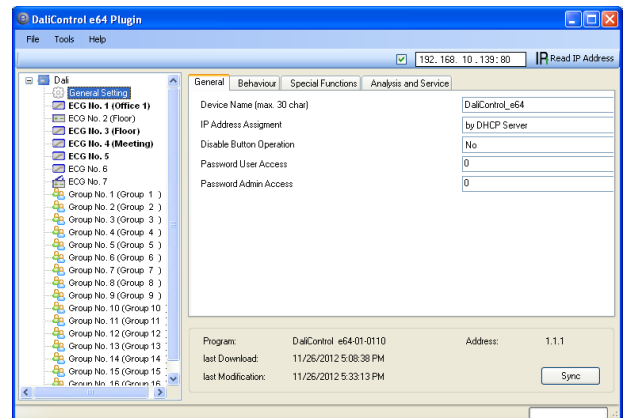 DaliControl e64 Plugin
File Tools Help
192. 168. 10 . 139 : 80 Read IP Address
Dali
General Setting
ECG No. 1 (Office 1)
ECG No. 2 (Floor)
ECG No. 3 (Floor)
ECG No. 4 (Meeting)
ECG No. 5
ECG No. 6
ECG No. 7
Group No. 1 (Group 1 )
Group No. 2 (Group 2 )
Group No. 3 (Group 3 )
Group No. 4 (Group 4 )
Group No. 5 (Group 5 )
Group No. 6 (Group 6 )
Group No. 7 (Group 7 )
Group No. 8 (Group 8 )
Group No. 9 (Group 9 )
Group No. 10 (Group 10
Group No. 11 (Group 11
Group No. 12 (Group 12
Group No. 13 (Group 13
Group No. 14 (Group 14
Group No. 15 (Group 15
Group No. 16 (Group 16
General Behaviour Special Functions Analysis and Service
Device Name (max. 30 char) DaliControl_e64
IP Address Assigment by DHCP Server
Disable Button Operation No
Password User Access 0
Password Admin Access 0
Program: DaliControl e64-01-0110 Address: 1.1.1
last Download: 11/26/2012 5:08:38 PM
last Modification: 11/26/2012 5:33:13 PM Sync